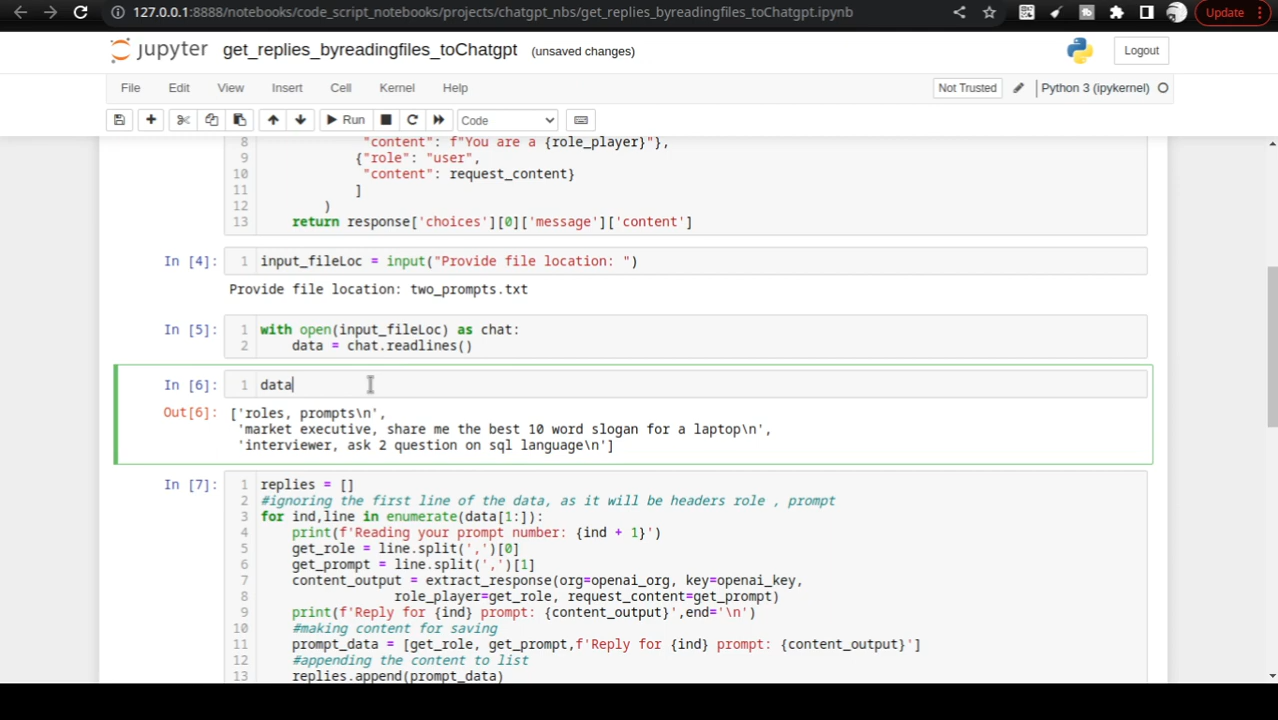 127.0.0.1:8888/notebooks/code_script_notebooks/projects/chatgpt_nbs/get_replies_byreadingfiles_toChatgpt.ipynb
Update
jupyter get_replies_byreadingfiles_toChatgpt (unsaved changes)
Logout
File Edit View Insert Cell Kernel Help
Not Trusted Python 3 (ipykernel)
Run Code
8 "content": f"You are a {role_player}"},
9 {"role": "user",
10 "content": request_content}
11 ]
12 )
13 return response['choices'][0]['message']['content']
In [4]: 1 input_fileLoc = input("Provide file location: ")
Provide file location: two_prompts.txt
In [5]: 1 with open(input_fileLoc) as chat:
2 data = chat.readlines()
In [6]: 1 data
Out[6]: ['roles, prompts\n',
'market executive, share me the best 10 word slogan for a laptop\n',
'interviewer, ask 2 question on sql language\n']
In [7]: 1 replies = []
2 #ignoring the first line of the data, as it will be headers role , prompt
3 for ind,line in enumerate(data[1:]):
4 print(f'Reading your prompt number: {ind + 1}')
5 get_role = line.split(',')[0]
6 get_prompt = line.split(',')[1]
7 content_output = extract_response(org=openai_org, key=openai_key,
8 role_player=get_role, request_content=get_prompt)
9 print(f'Reply for {ind} prompt: {content_output}',end='\n')
10 #making content for saving
11 prompt_data = [get_role, get_prompt,f'Reply for {ind} prompt: {content_output}']
12 #appending the content to list
13 replies.append(prompt_data)